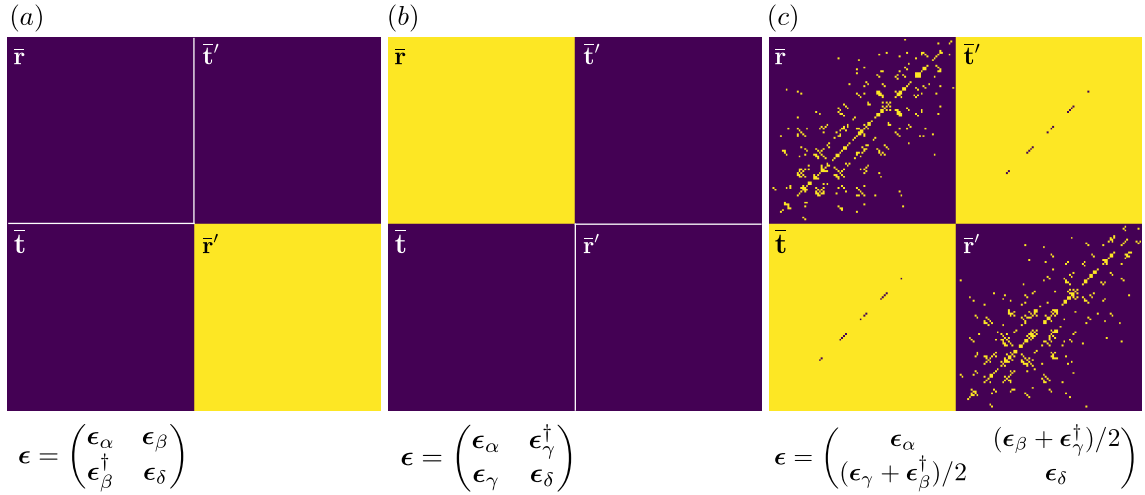 (a) (b) (c)
r̄ t̄′ r̄ t̄′ r̄ t̄′
t̄ r̄′ t̄ r̄′ t̄ r̄′
ϵ = (ϵ_α ϵ_β ; ϵ_β^† ϵ_δ)
ϵ = (ϵ_α ϵ_γ^† ; ϵ_γ ϵ_δ)
ϵ = (ϵ_α (ϵ_β + ϵ_γ^†)/2 ; (ϵ_γ + ϵ_β^†)/2 ϵ_δ)